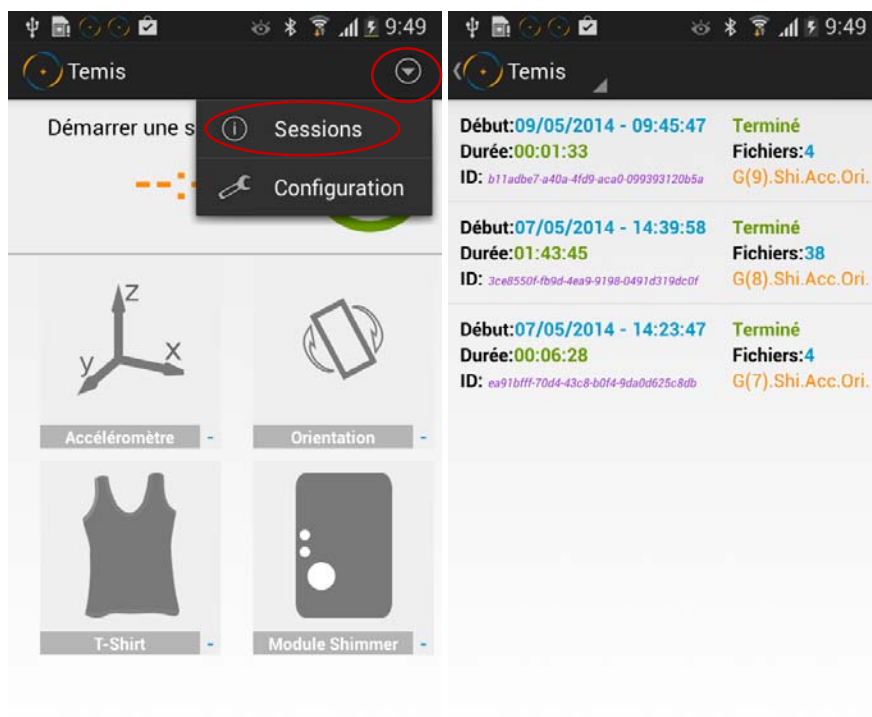 9:49
Temis
Démarrer une s
Sessions
Configuration
--:
z
y
x
Accéléromètre -
Orientation -
T-Shirt -
Module Shimmer -
9:49
Temis
Début:09/05/2014 - 09:45:47 Terminé
Durée:00:01:33 Fichiers:4
ID: b11adbe7-a40a-4fd9-aca0-099393120b5a G(9).Shi.Acc.Ori.
Début:07/05/2014 - 14:39:58 Terminé
Durée:01:43:45 Fichiers:38
ID: 3ce8550f-fb9d-4ea9-9198-0491d319dc0f G(8).Shi.Acc.Ori.
Début:07/05/2014 - 14:23:47 Terminé
Durée:00:06:28 Fichiers:4
ID: ea91bfff-70d4-43c8-b0f4-9da0d625c8db G(7).Shi.Acc.Ori.